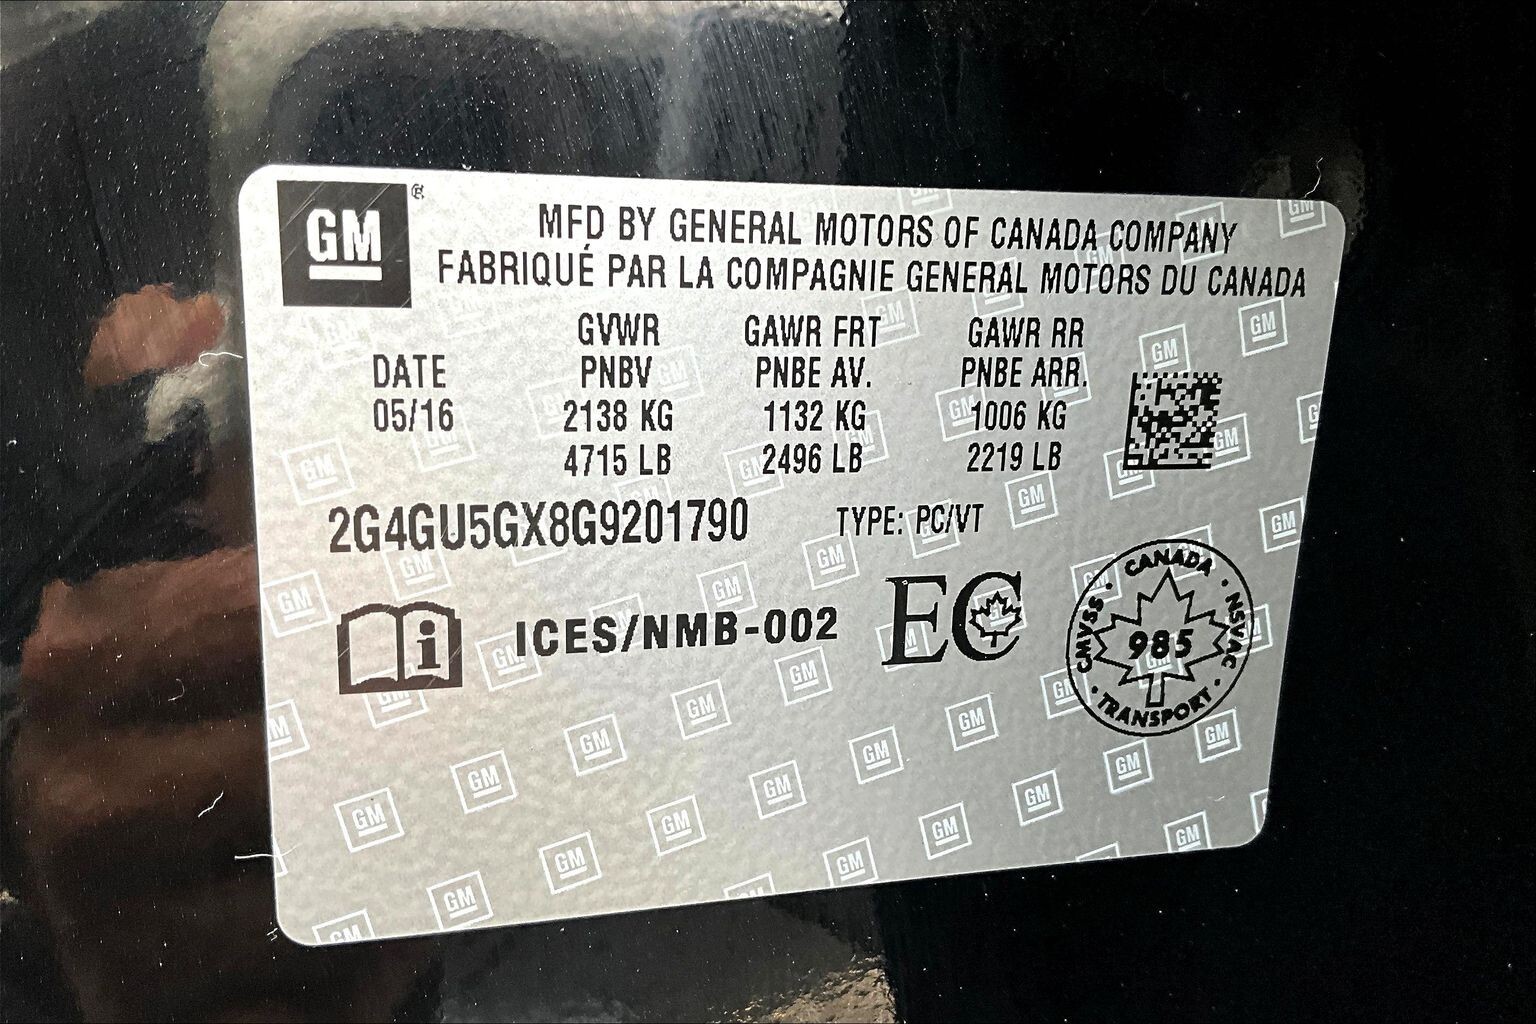 GM ®
MFD BY GENERAL MOTORS OF CANADA COMPANY
FABRIQUÉ PAR LA COMPAGNIE GENERAL MOTORS DU CANADA
GVWR GAWR FRT GAWR RR
DATE PNBV PNBE AV. PNBE ARR.
05/16 2138 KG 1132 KG 1006 KG
4715 LB 2496 LB 2219 LB
2G4GU5GX8G9201790 TYPE: PC/VT
i ICES/NMB-002 EC
CANADA · NSVAC · TRANSPORT · CMVSS ·
985